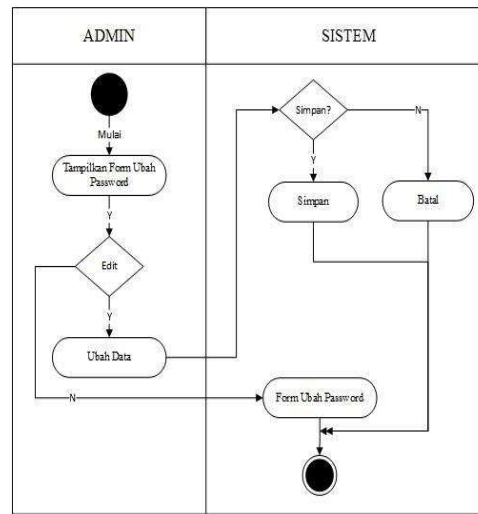 ADMIN
SISTEM
Mulai
Tampilkan Form Ubah
Password
Y
Edit
Y
Ubah Data
N
Simpan?
N
Y
Simpan
Batal
Form Ubah Password